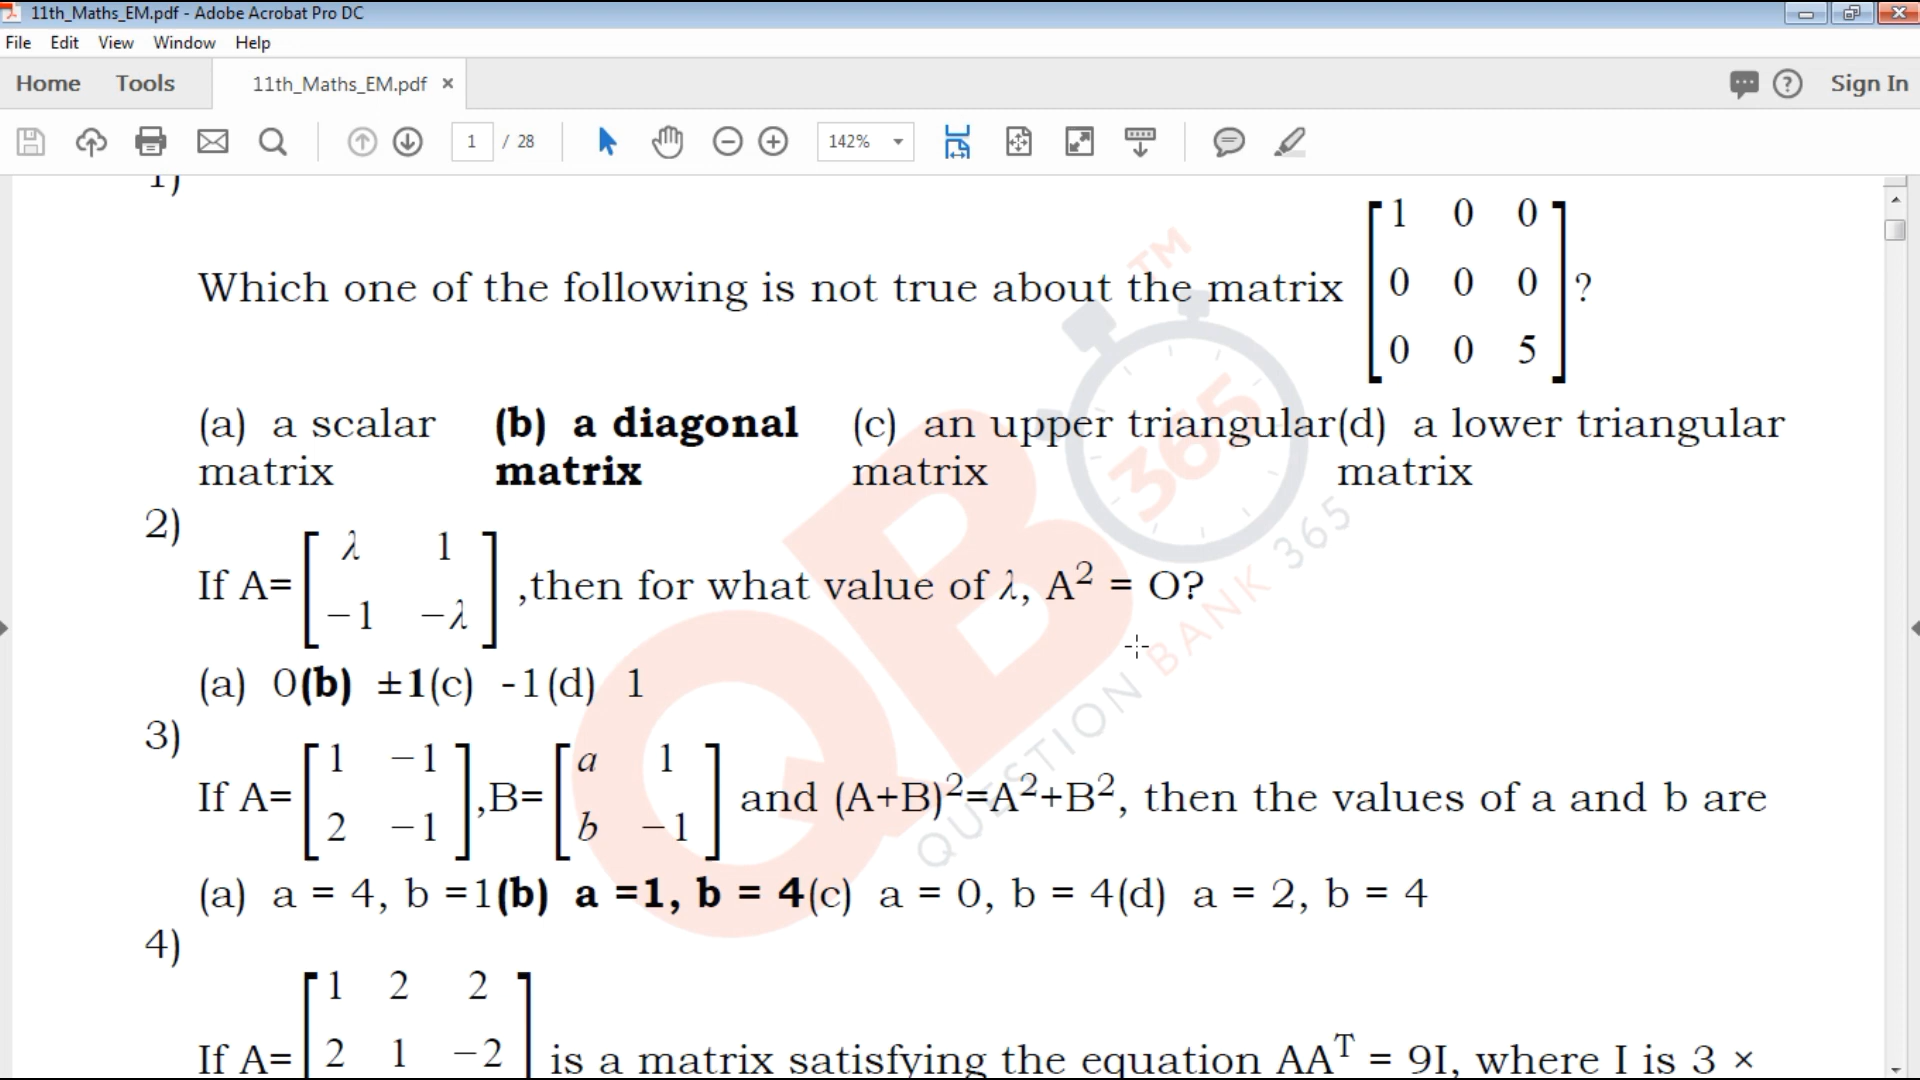 11th_Maths_EM.pdf - Adobe Acrobat Pro DC
File Edit View Window Help
Home Tools 11th_Maths_EM.pdf × Sign In
1 / 28 142%
1)
Which one of the following is not true about the matrix [1 0 0
0 0 0
0 0 5] ?
(a) a scalar matrix (b) a diagonal matrix (c) an upper triangular matrix (d) a lower triangular matrix
2)
If A= [λ 1
−1 −λ] ,then for what value of λ, A² = O?
(a) 0(b) ±1(c) -1(d) 1
3)
If A= [1 −1
2 −1] ,B= [a 1
b −1] and (A+B)²=A²+B², then the values of a and b are
(a) a = 4, b =1(b) a =1, b = 4(c) a = 0, b = 4(d) a = 2, b = 4
4)
If A= [1 2 2
2 1 −2 is a matrix satisfying the equation AAᵀ = 9I, where I is 3 ×
QB 365 TM
QUESTION BANK 365